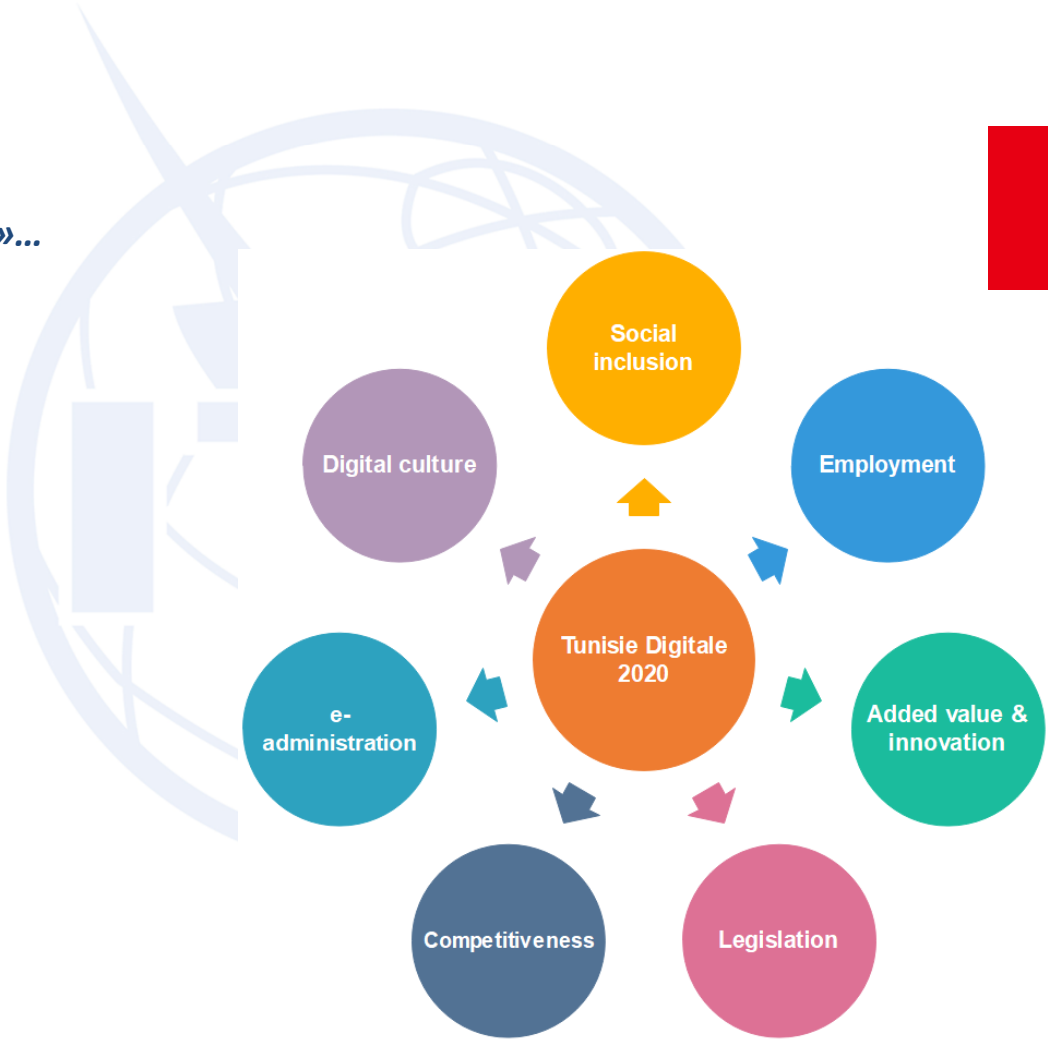 »...
Social
inclusion
Digital culture
Employment
Tunisie Digitale
2020
e-
administration
Added value &
innovation
Competitiveness
Legislation